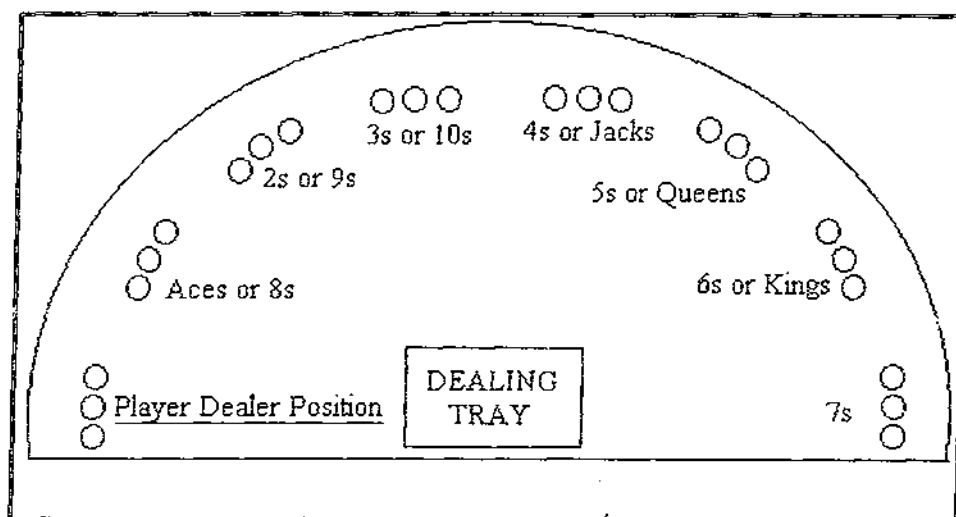 3s or 10s
4s or Jacks
2s or 9s
5s or Queens
Aces or 8s
6s or Kings
Player Dealer Position
DEALING
TRAY
7s